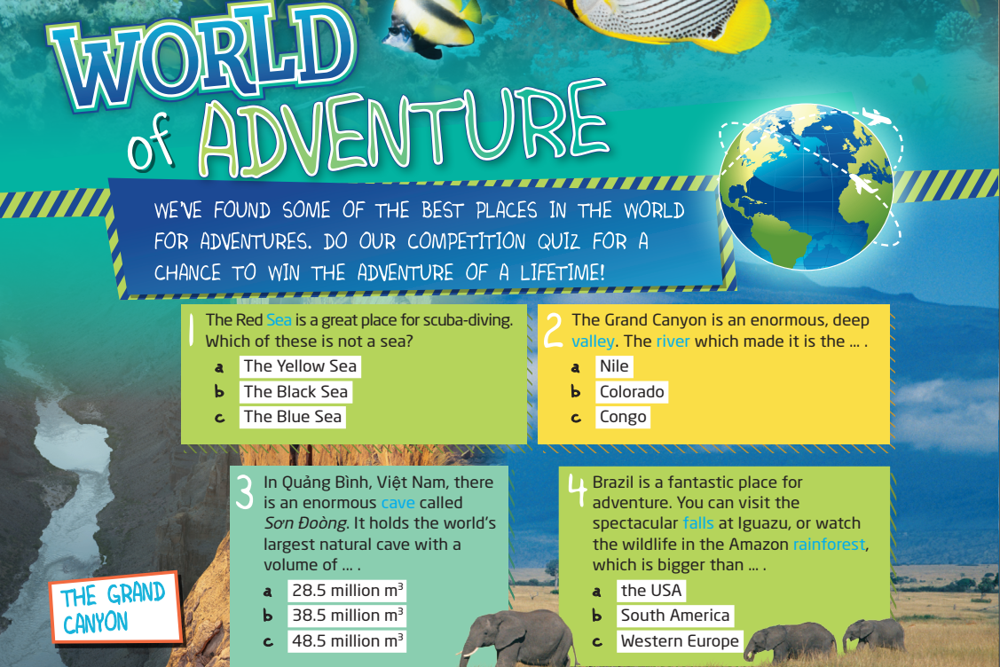 WORLD
of ADVENTURE
WE'VE FOUND SOME OF THE BEST PLACES IN THE WORLD
FOR ADVENTURES. DO OUR COMPETITION QUIZ FOR A
CHANCE TO WIN THE ADVENTURE OF A LIFETIME!
1 The Red Sea is a great place for scuba-diving.
Which of these is not a sea?
a The Yellow Sea
b The Black Sea
c The Blue Sea
2 The Grand Canyon is an enormous, deep
valley. The river which made it is the ... .
a Nile
b Colorado
c Congo
3 In Quảng Bình, Việt Nam, there
is an enormous cave called
Sơn Đoòng. It holds the world's
largest natural cave with a
volume of ... .
a 28.5 million m³
b 38.5 million m³
c 48.5 million m³
4 Brazil is a fantastic place for
adventure. You can visit the
spectacular falls at Iguazu, or watch
the wildlife in the Amazon rainforest,
which is bigger than ... .
a the USA
b South America
c Western Europe
THE GRAND
CANYON